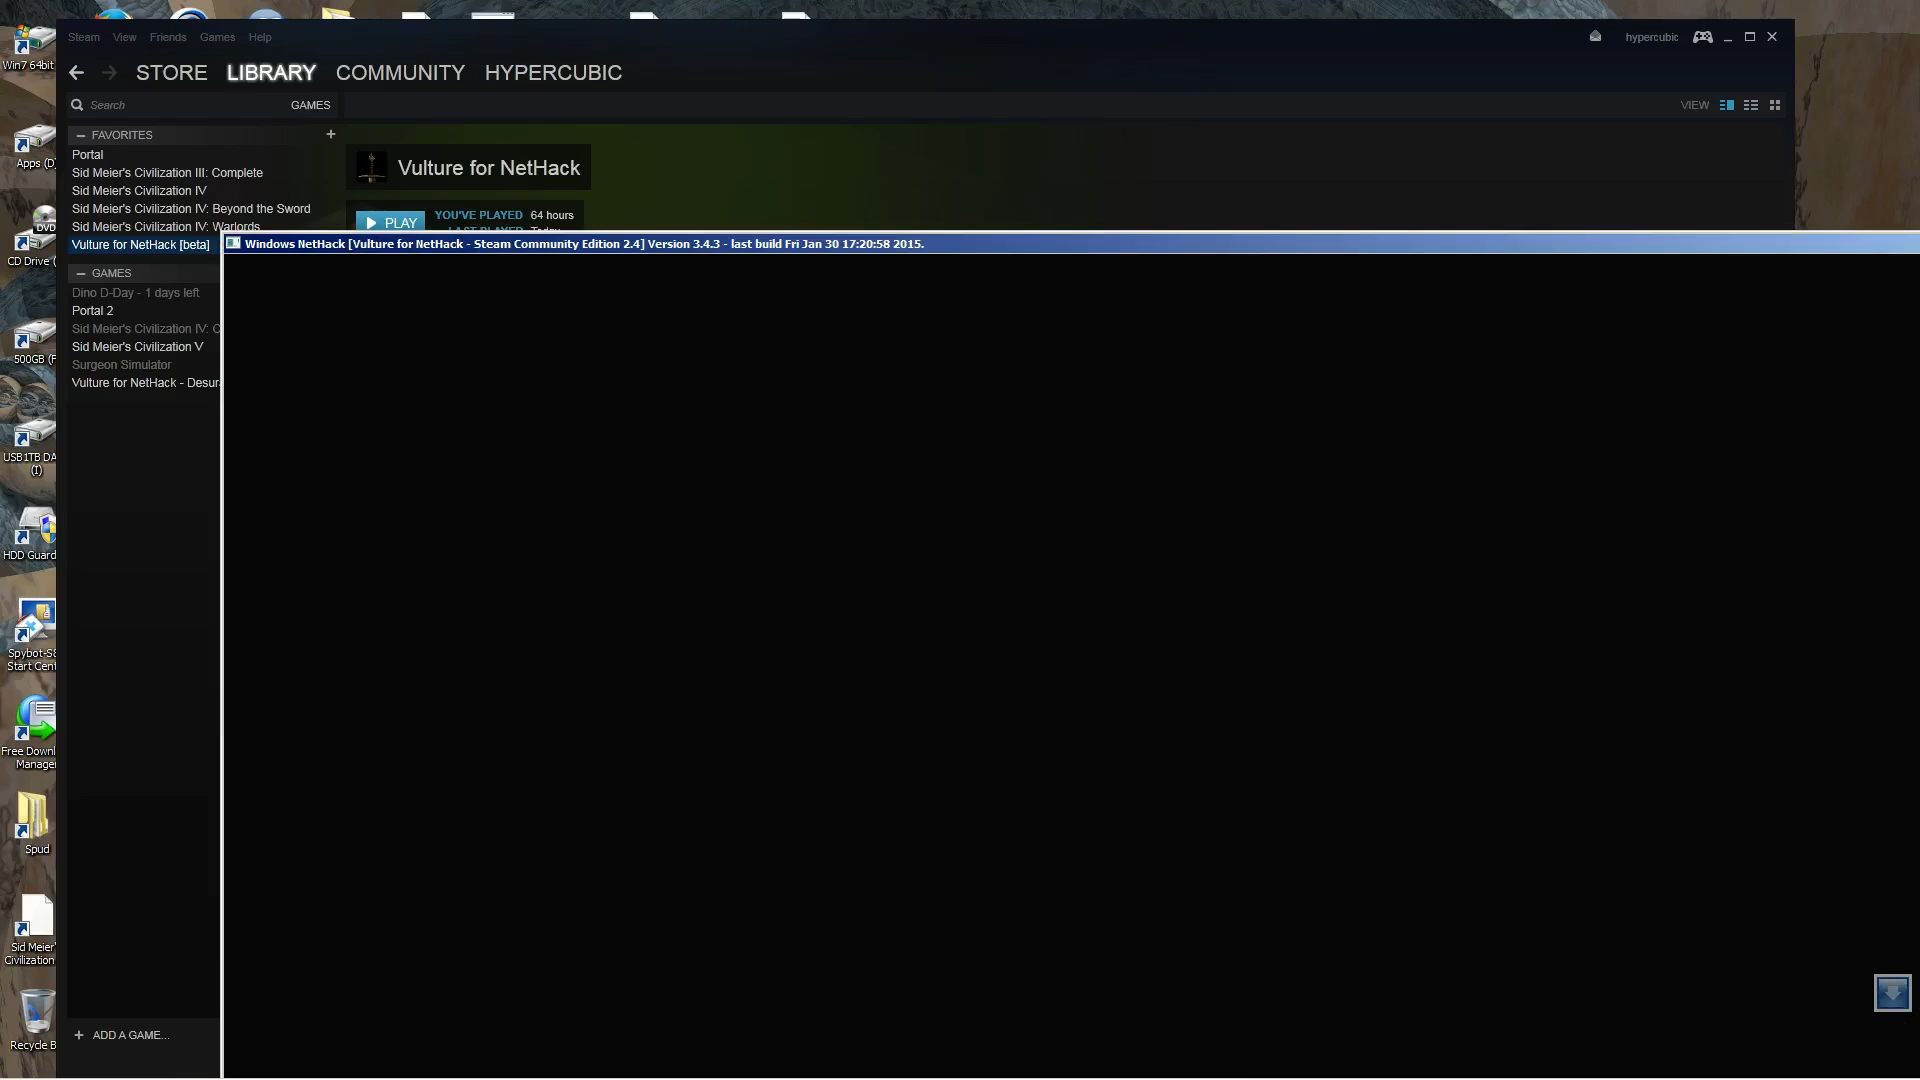 Steam View Friends Games Help
hypercubic
STORE LIBRARY COMMUNITY HYPERCUBIC
Search GAMES
VIEW
FAVORITES
Portal
Sid Meier's Civilization III: Complete
Sid Meier's Civilization IV
Sid Meier's Civilization IV: Beyond the Sword
Sid Meier's Civilization IV: Warlords
Vulture for NetHack [beta]
GAMES
Dino D-Day - 1 days left
Portal 2
Sid Meier's Civilization IV: C
Sid Meier's Civilization V
Surgeon Simulator
Vulture for NetHack - Desur
ADD A GAME...
Vulture for NetHack
PLAY
YOU'VE PLAYED 64 hours
LAST PLAYED Today
Windows NetHack [Vulture for NetHack - Steam Community Edition 2.4] Version 3.4.3 - last build Fri Jan 30 17:20:58 2015.
Win7 64bit
Apps (D
DVD
CD Drive (
500GB (F
USB1TB DA
(I)
HDD Guard
Spybot-S&
Start Cent
Free Downl
Manager
Spud
Sid Meier'
Civilization
Recycle B